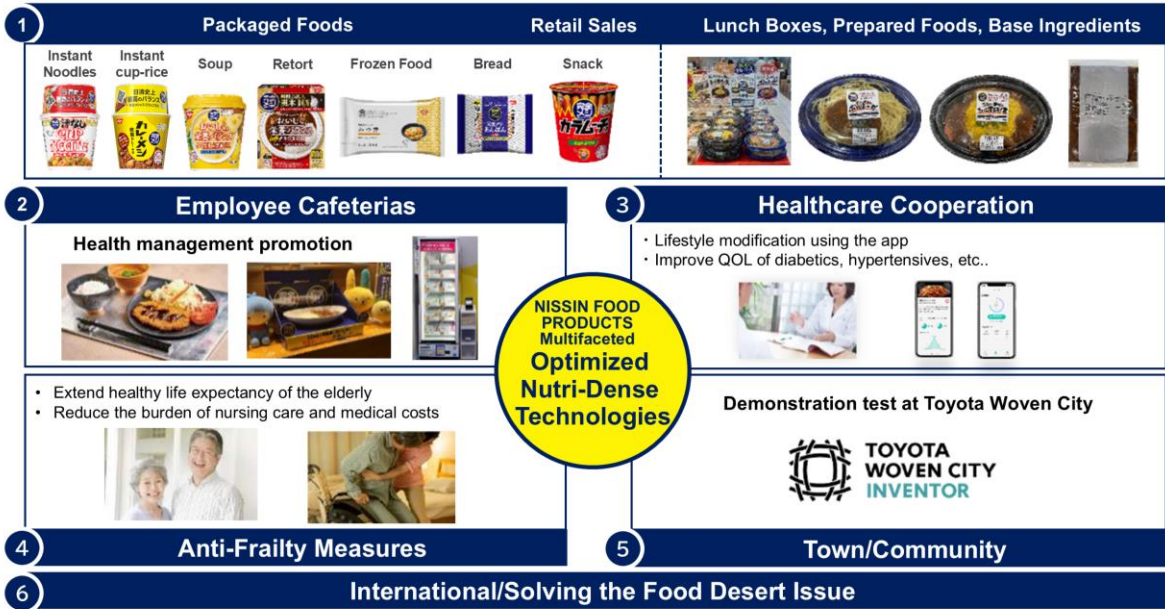 1
Packaged Foods
Retail Sales
Lunch Boxes, Prepared Foods, Base Ingredients
Instant
Noodles
Instant
cup-rice
Soup
Retort
Frozen Food
Bread
Snack
2
Employee Cafeterias
3
Healthcare Cooperation
Health management promotion
・Lifestyle modification using the app
・Improve QOL of diabetics, hypertensives, etc..
NISSIN FOOD
PRODUCTS
Multifaceted
Optimized
Nutri-Dense
Technologies
• Extend healthy life expectancy of the elderly
• Reduce the burden of nursing care and medical costs
Demonstration test at Toyota Woven City
TOYOTA
WOVEN CITY
INVENTOR
4
Anti-Frailty Measures
5
Town/Community
6
International/Solving the Food Desert Issue